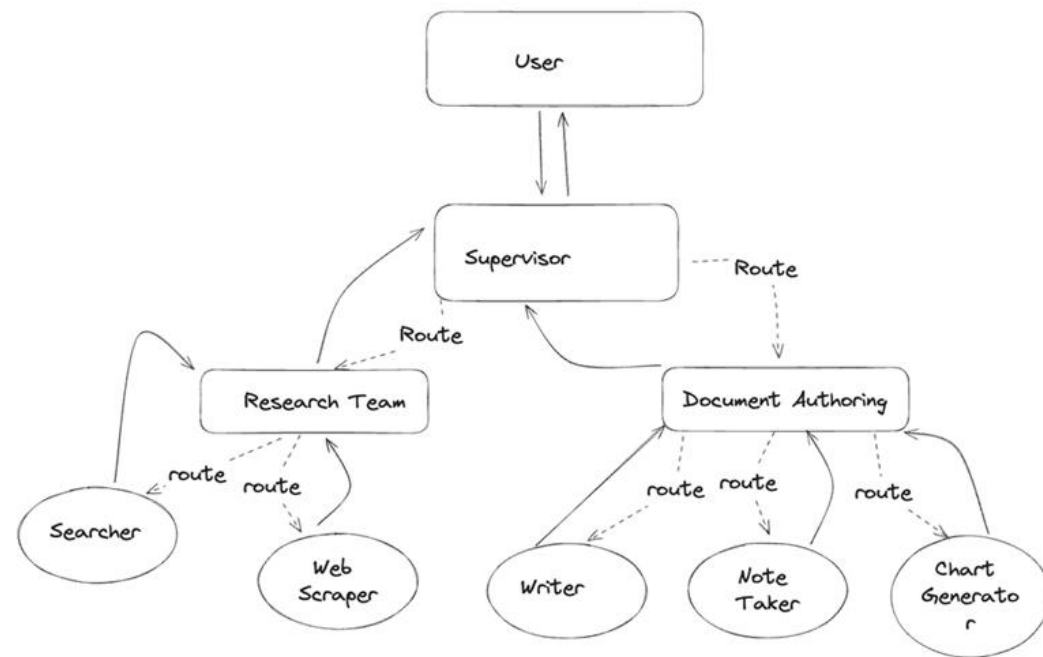 User
Supervisor
Route
Route
Research Team
Document Authoring
route
route
route
route
route
Searcher
Web
Scraper
Writer
Note
Taker
Chart
Generato
r